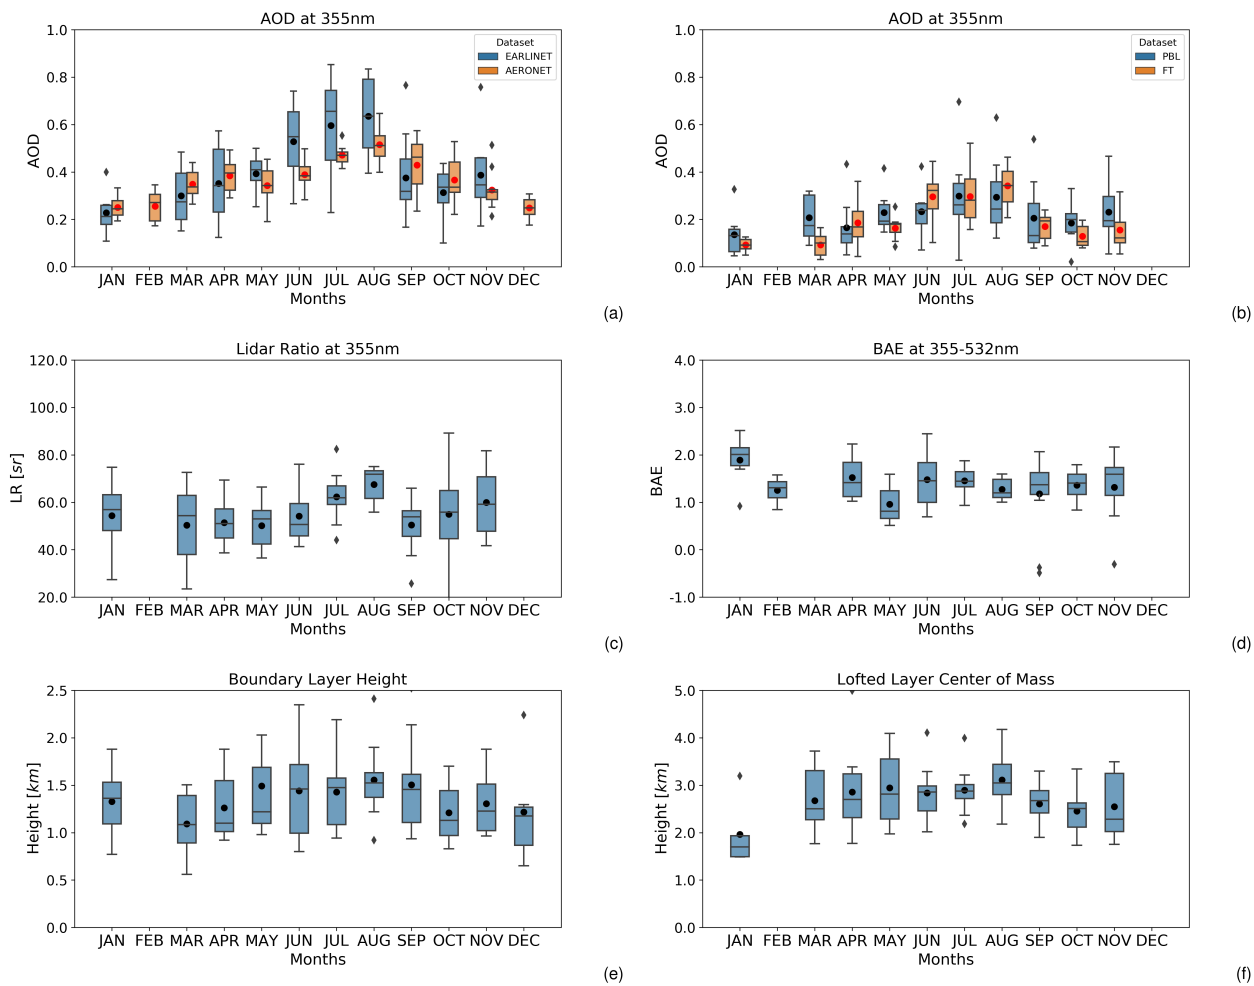 AOD at 355nm
1.0
0.8
0.6
0.4
0.2
0.0
AOD
Dataset
EARLINET
AERONET
JAN FEB MAR APR MAY JUN JUL AUG SEP OCT NOV DEC
Months
(a)
AOD at 355nm
1.0
0.8
0.6
0.4
0.2
0.0
AOD
Dataset
PBL
FT
JAN FEB MAR APR MAY JUN JUL AUG SEP OCT NOV DEC
Months
(b)
Lidar Ratio at 355nm
120.0
100.0
80.0
60.0
40.0
20.0
LR [sr]
JAN FEB MAR APR MAY JUN JUL AUG SEP OCT NOV DEC
Months
(c)
BAE at 355-532nm
4.0
3.0
2.0
1.0
0.0
-1.0
BAE
JAN FEB MAR APR MAY JUN JUL AUG SEP OCT NOV DEC
Months
(d)
Boundary Layer Height
2.5
2.0
1.5
1.0
0.5
0.0
Height [km]
JAN FEB MAR APR MAY JUN JUL AUG SEP OCT NOV DEC
Months
(e)
Lofted Layer Center of Mass
5.0
4.0
3.0
2.0
1.0
0.0
Height [km]
JAN FEB MAR APR MAY JUN JUL AUG SEP OCT NOV DEC
Months
(f)